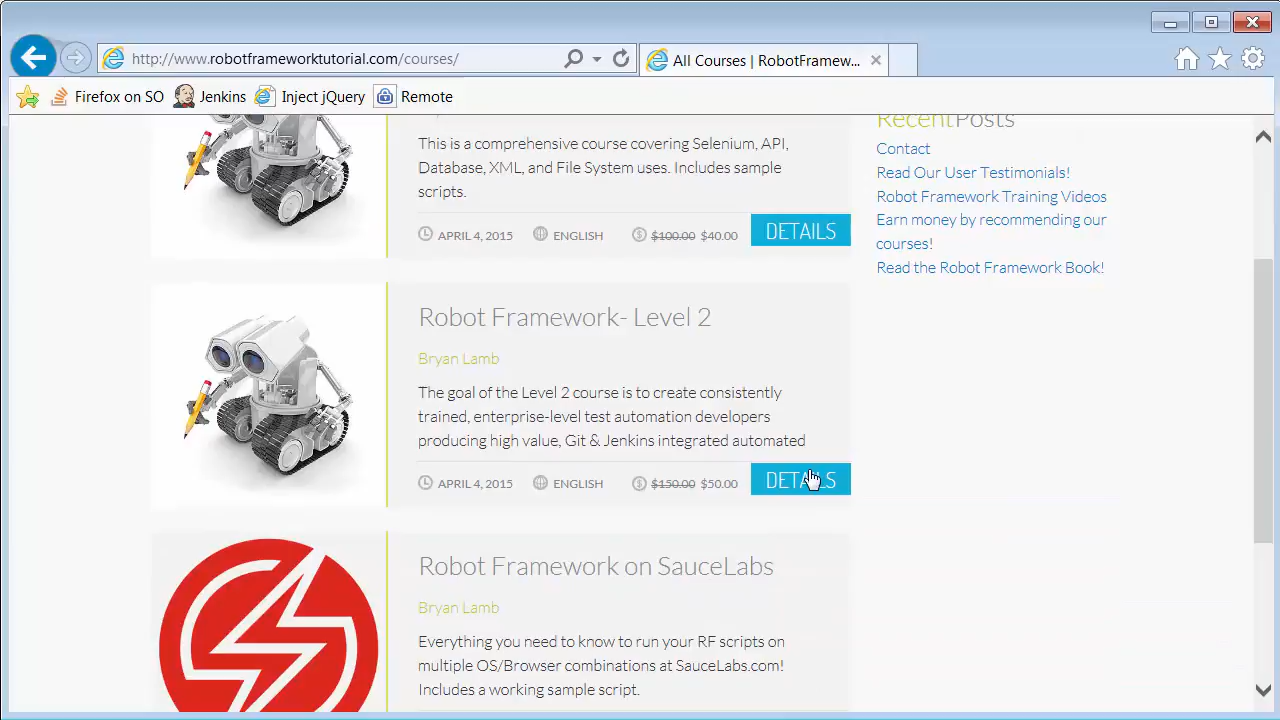 http://www.robotframeworktutorial.com/courses/
All Courses | RobotFramew...
Firefox on SO
Jenkins
Inject jQuery
Remote
This is a comprehensive course covering Selenium, API,
Database, XML, and File System uses. Includes sample
scripts.
APRIL 4, 2015
ENGLISH
$100.00 $40.00
DETAILS
Robot Framework- Level 2
Bryan Lamb
The goal of the Level 2 course is to create consistently
trained, enterprise-level test automation developers
producing high value, Git & Jenkins integrated automated
APRIL 4, 2015
ENGLISH
$150.00 $50.00
DETAILS
Robot Framework on SauceLabs
Bryan Lamb
Everything you need to know to run your RF scripts on
multiple OS/Browser combinations at SauceLabs.com!
Includes a working sample script.
RecentPosts
Contact
Read Our User Testimonials!
Robot Framework Training Videos
Earn money by recommending our
courses!
Read the Robot Framework Book!